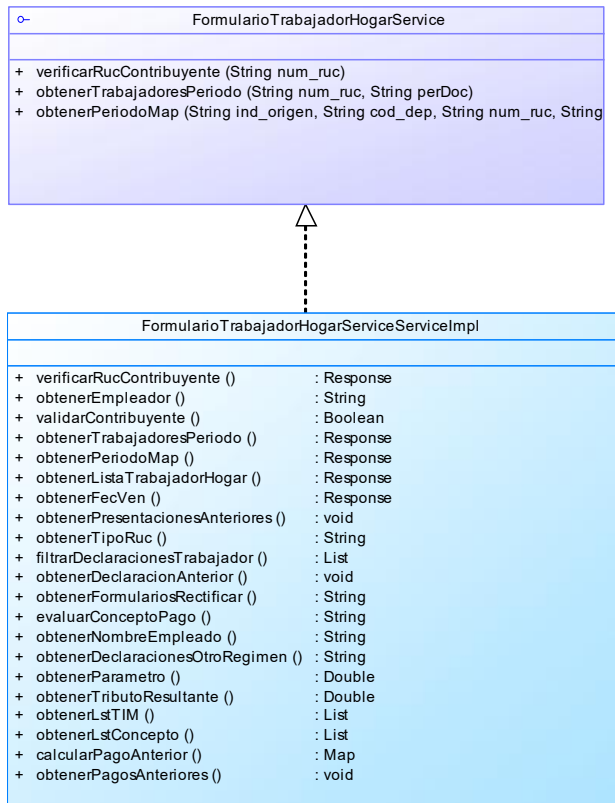 FormularioTrabajadorHogarService
+ verificarRucContribuyente (String num_ruc)
+ obtenerTrabajadoresPeriodo (String num_ruc, String perDoc)
+ obtenerPeriodoMap (String ind_origen, String cod_dep, String num_ruc, String
FormularioTrabajadorHogarServiceServiceImpl
+ verificarRucContribuyente () : Response
+ obtenerEmpleador () : String
+ validarContribuyente () : Boolean
+ obtenerTrabajadoresPeriodo () : Response
+ obtenerPeriodoMap () : Response
+ obtenerListaTrabajadorHogar () : Response
+ obtenerFecVen () : Response
+ obtenerPresentacionesAnteriores () : void
+ obtenerTipoRuc () : String
+ filtrarDeclaracionesTrabajador () : List
+ obtenerDeclaracionAnterior () : void
+ obtenerFormulariosRectificar () : String
+ evaluarConceptoPago () : String
+ obtenerNombreEmpleado () : String
+ obtenerDeclaracionesOtroRegimen () : String
+ obtenerParametro () : Double
+ obtenerTributoResultante () : Double
+ obtenerLstTIM () : List
+ obtenerLstConcepto () : List
+ calcularPagoAnterior () : Map
+ obtenerPagosAnteriores () : void